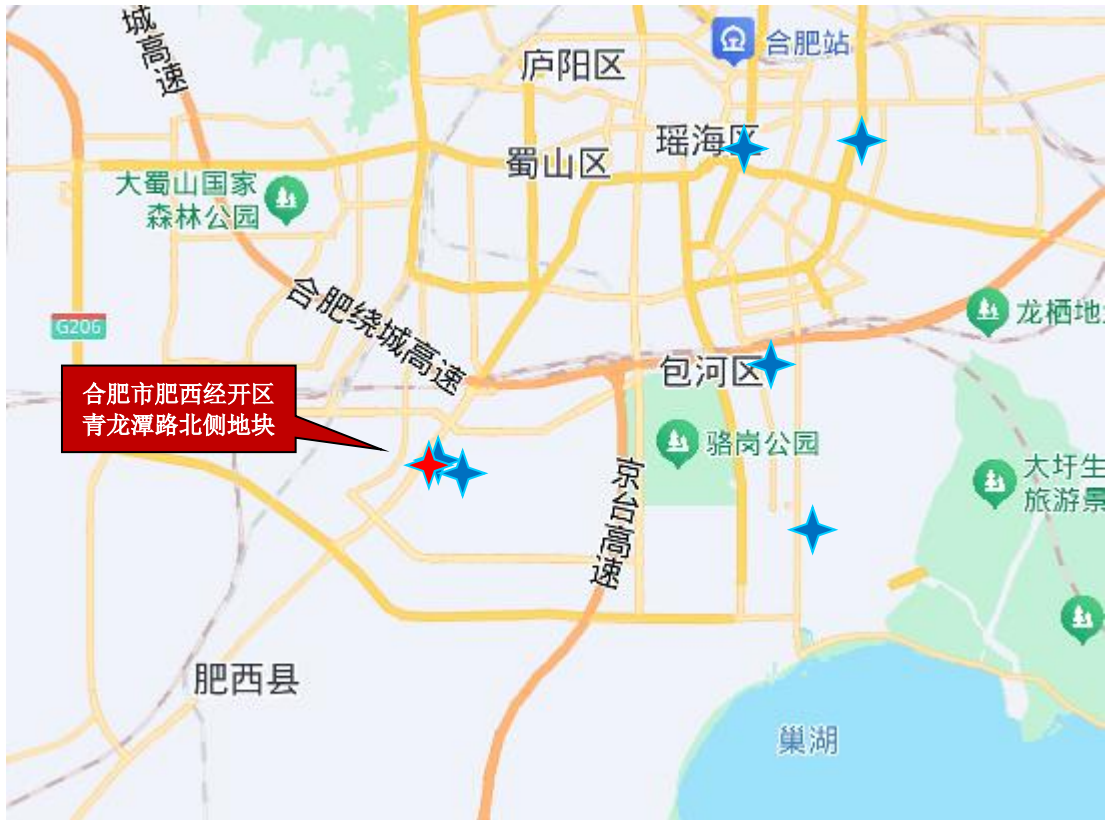 城高速
合肥站
庐阳区
瑶海区
蜀山区
大蜀山国家
森林公园
合肥绕城高速
龙栖地
G206
包河区
合肥市肥西经开区
青龙潭路北侧地块
骆岗公园
京台高速
大圩生
旅游景
肥西县
巢湖